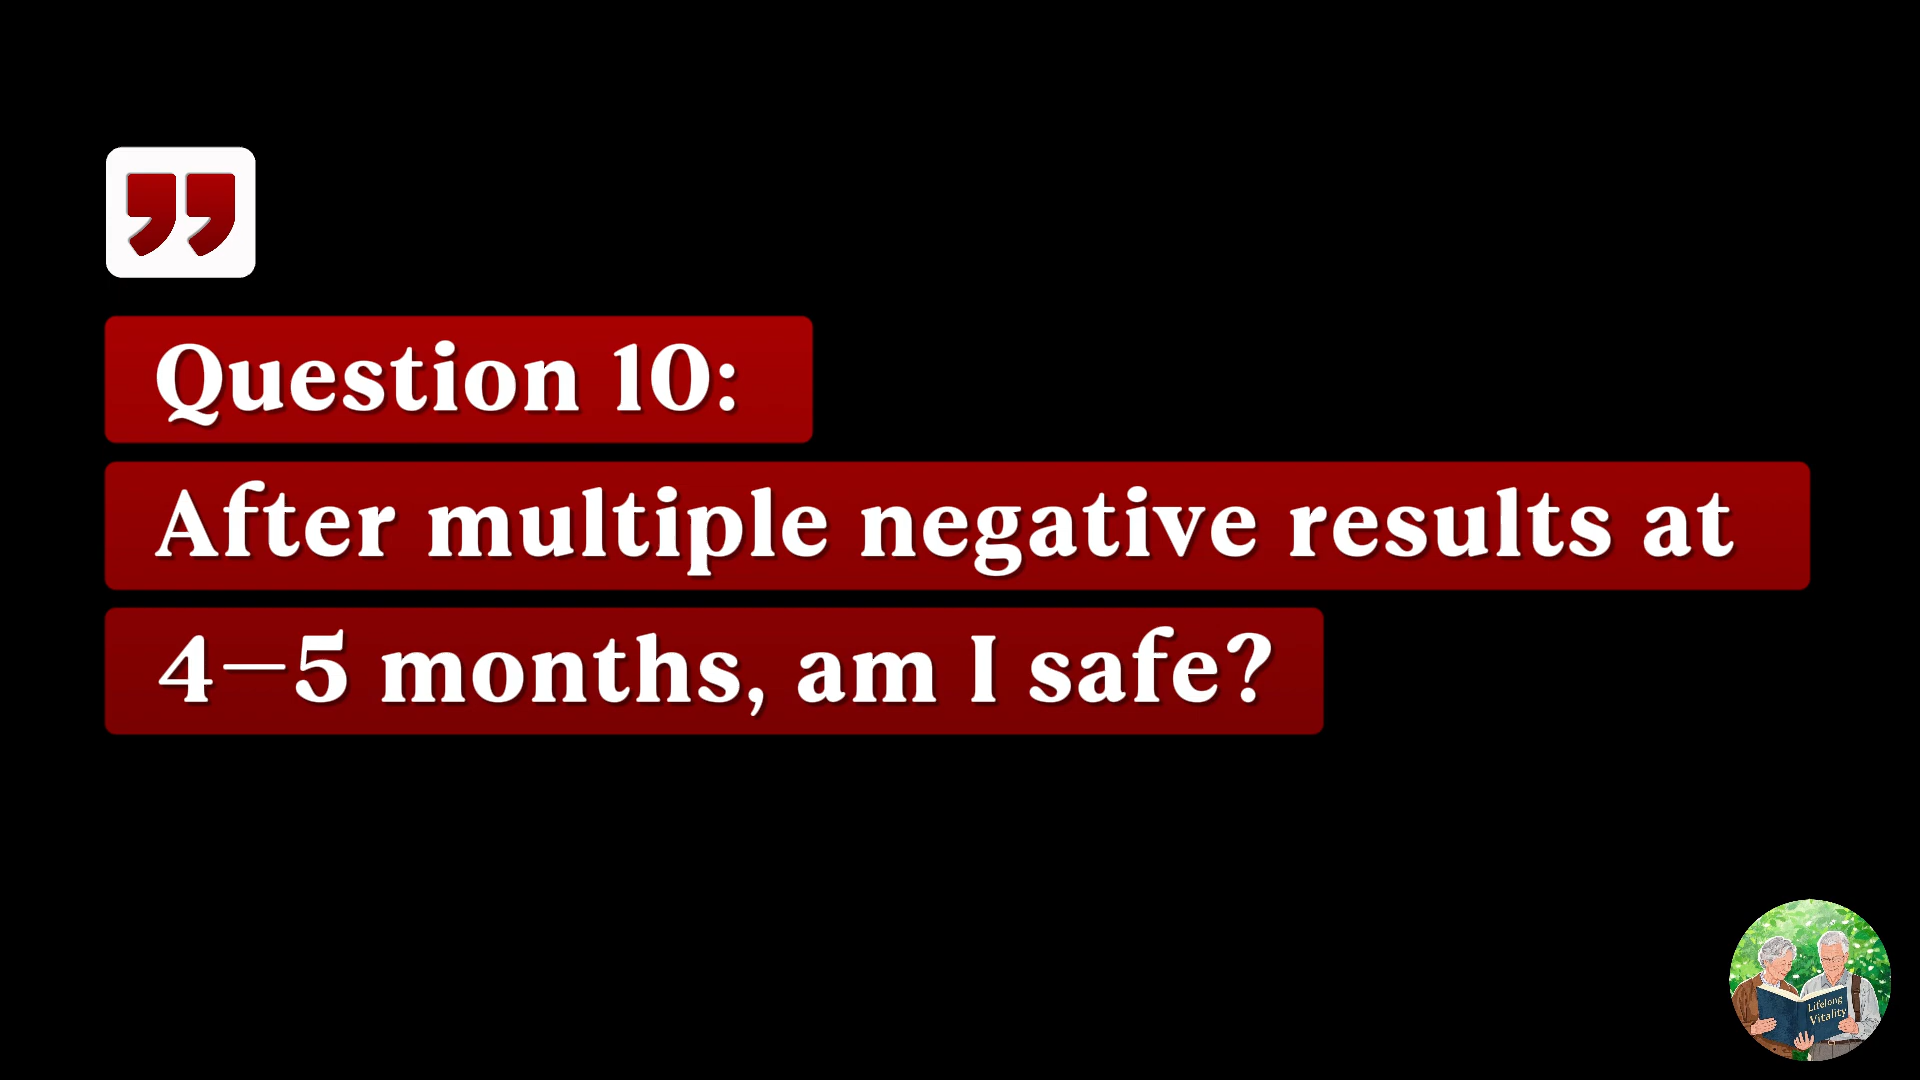 Question 10:
After multiple negative results at
4–5 months, am I safe?
Lifelong
Vitality